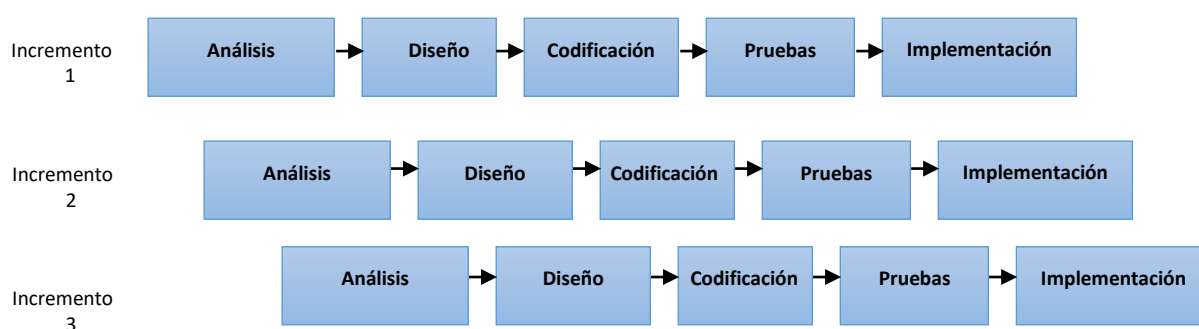 Incremento
1
Análisis
Diseño
Codificación
Pruebas
Implementación
Incremento
2
Análisis
Diseño
Codificación
Pruebas
Implementación
Incremento
3
Análisis
Diseño
Codificación
Pruebas
Implementación